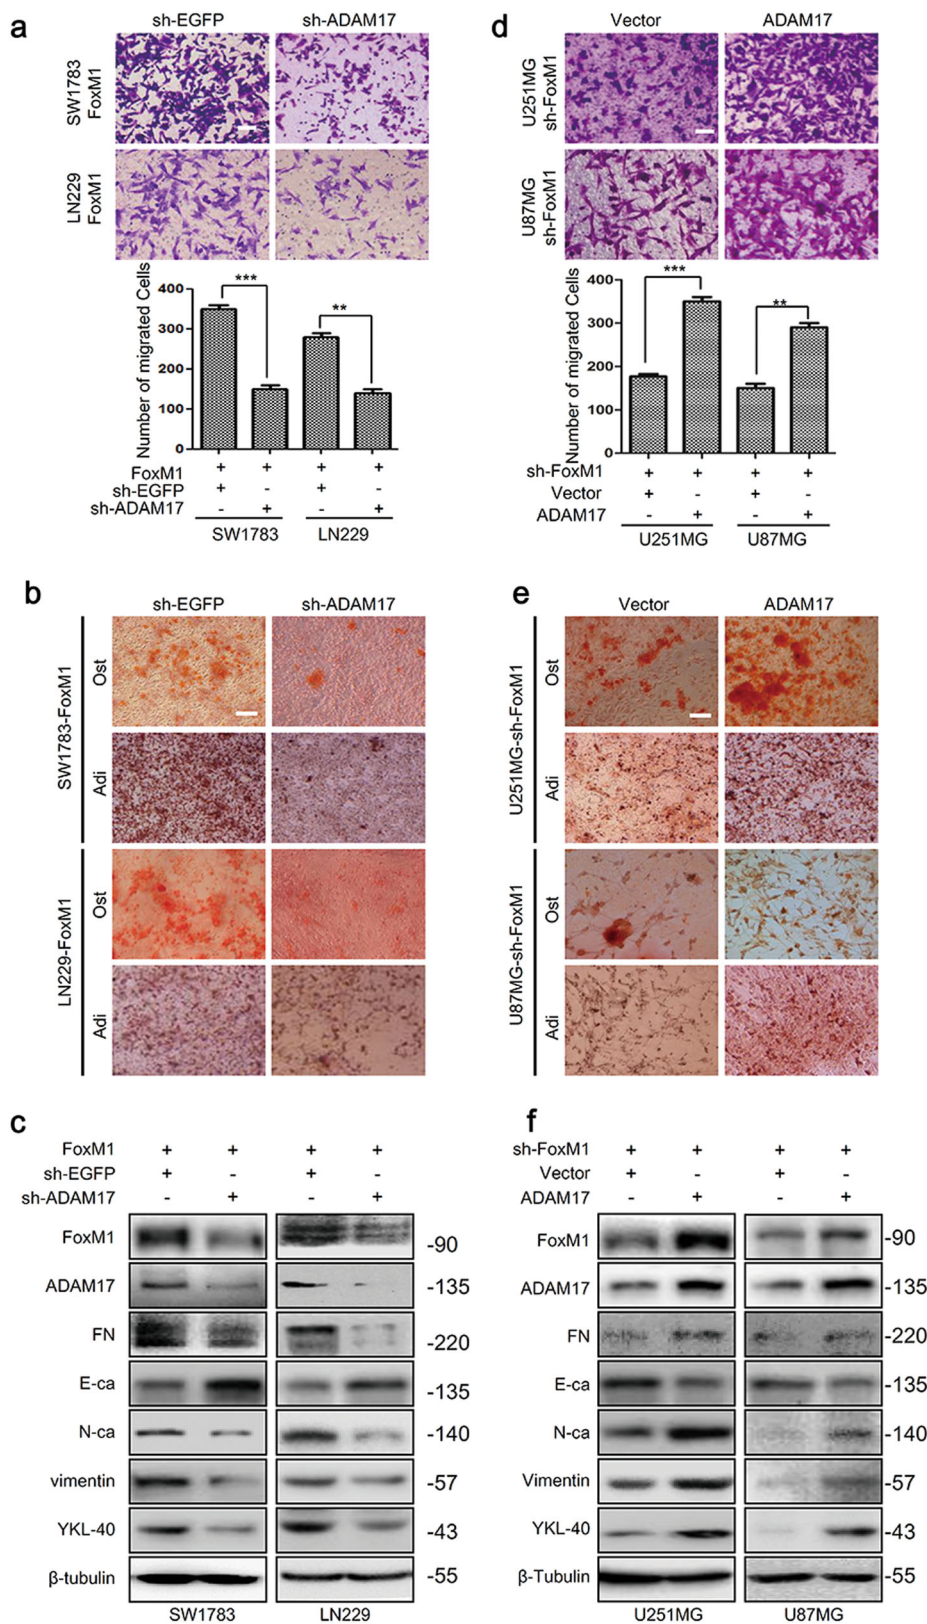 a
sh-EGFP sh-ADAM17
SW1783 FoxM1
LN229 FoxM1
Number of migrated Cells
400
300
200
100
0
*** **
FoxM1 + + + +
sh-EGFP + - + -
sh-ADAM17 - + - +
SW1783 LN229
d
Vector ADAM17
U251MG sh-FoxM1
U87MG sh-FoxM1
Number of migrated Cells
400
300
200
100
0
*** **
sh-FoxM1 + + + +
Vector + - + -
ADAM17 - + - +
U251MG U87MG
b
sh-EGFP sh-ADAM17
SW1783-FoxM1
Ost
Adi
LN229-FoxM1
Ost
Adi
e
Vector ADAM17
U251MG-sh-FoxM1
Ost
Adi
U87MG-sh-FoxM1
Ost
Adi
c
FoxM1 + + + +
sh-EGFP + - + -
sh-ADAM17 - + - +
FoxM1 -90
ADAM17 -135
FN -220
E-ca -135
N-ca -140
vimentin -57
YKL-40 -43
β-tubulin -55
SW1783 LN229
f
sh-FoxM1 + + + +
Vector + - + -
ADAM17 - + - +
FoxM1 -90
ADAM17 -135
FN -220
E-ca -135
N-ca -140
Vimentin -57
YKL-40 -43
β-Tubulin -55
U251MG U87MG